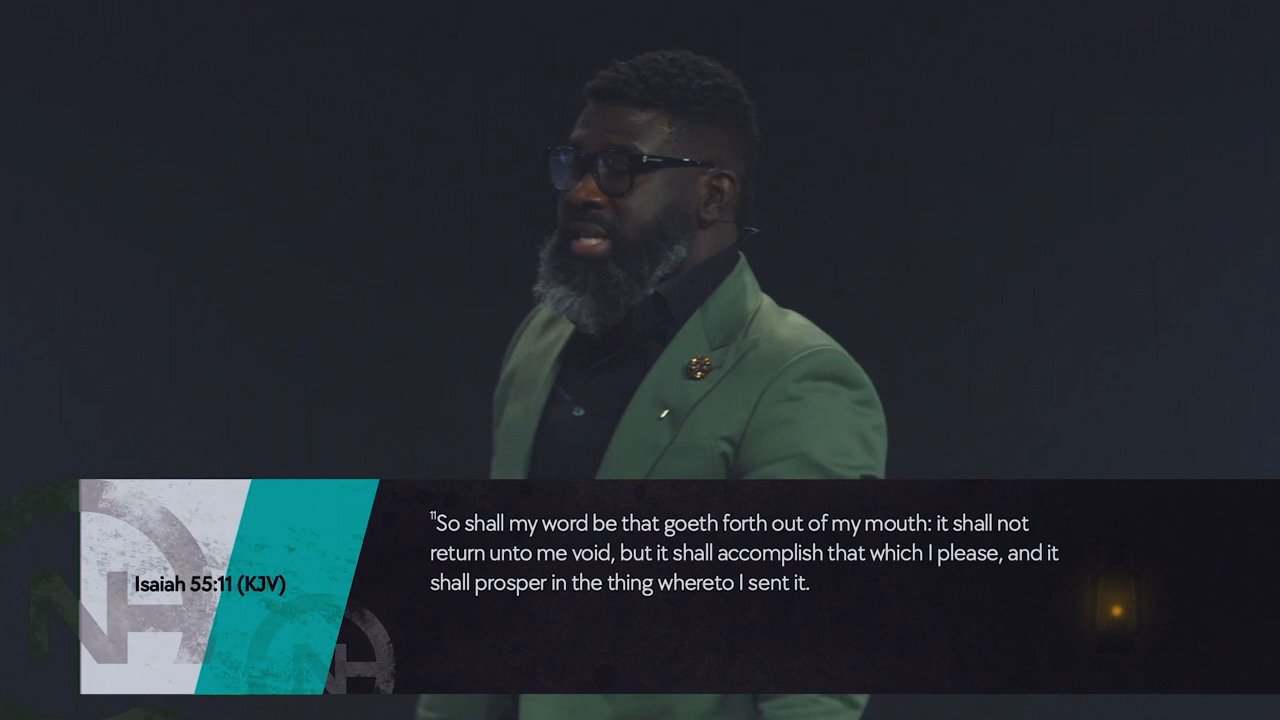 Isaiah 55:11 (KJV)
¹¹So shall my word be that goeth forth out of my mouth: it shall not
return unto me void, but it shall accomplish that which I please, and it
shall prosper in the thing whereto I sent it.
NH
NH